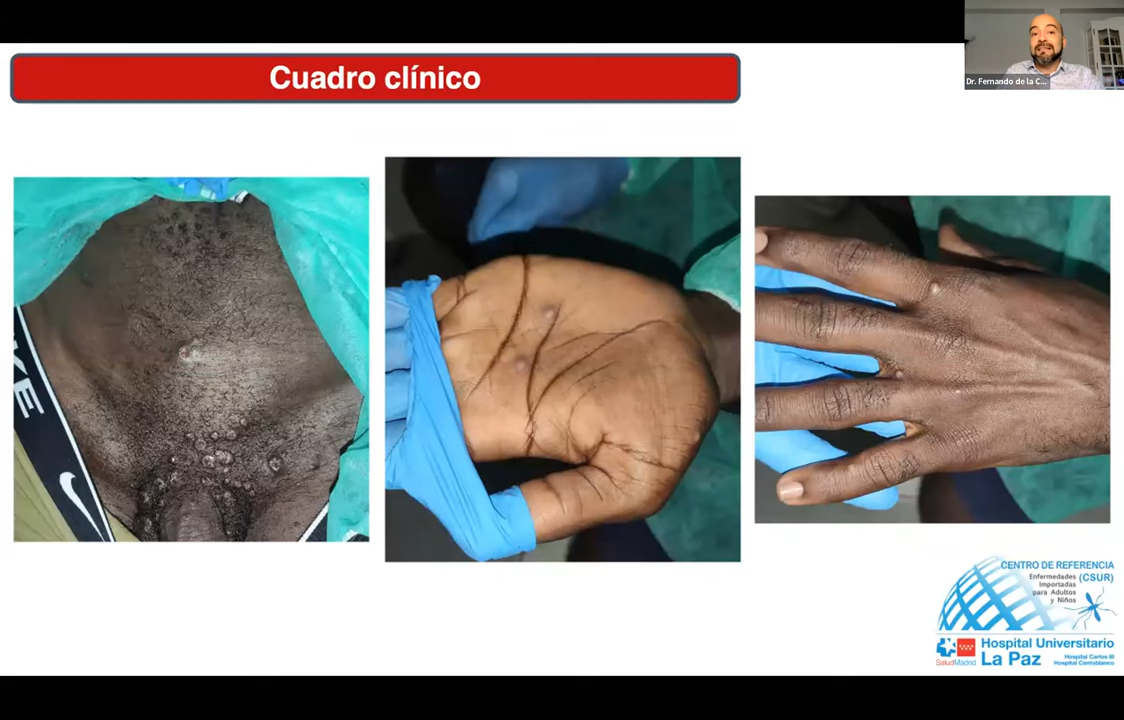 Cuadro clínico
Dr. Fernando de la C...
KE
CENTRO DE REFERENCIA
(CSUR)
Enfermedades
Importadas
para Adultos
y Niños
SaludMadrid
Hospital Universitario
La Paz
Hospital Carlos III
Hospital Cantoblanco